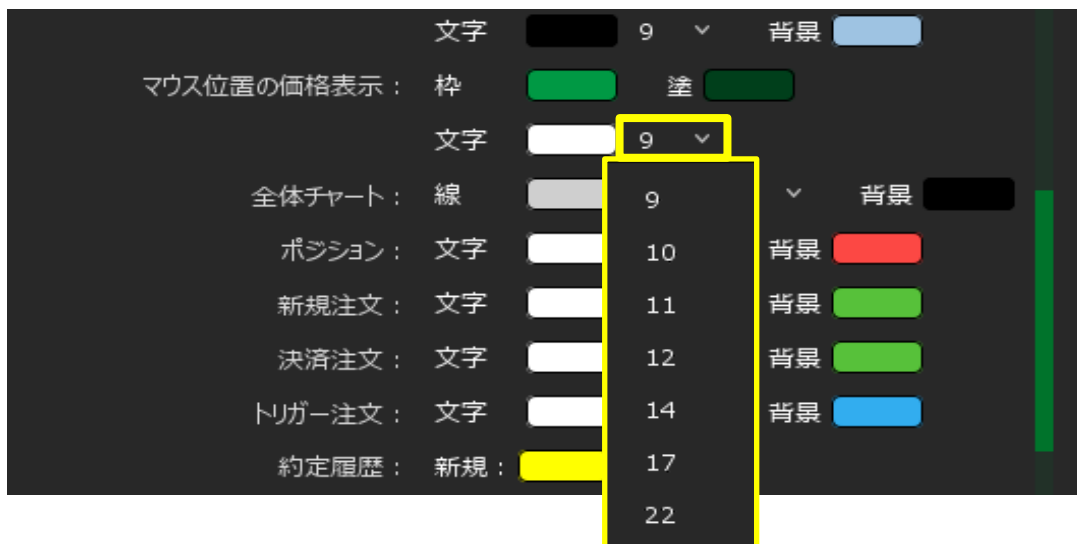 文字 9 背景
マウス位置の価格表示： 枠 塗
文字 9
全体チャート： 線 9 背景
ポジション： 文字 10 背景
新規注文： 文字 11 背景
決済注文： 文字 12 背景
トリガー注文： 文字 14 背景
約定履歴： 新規： 17
22